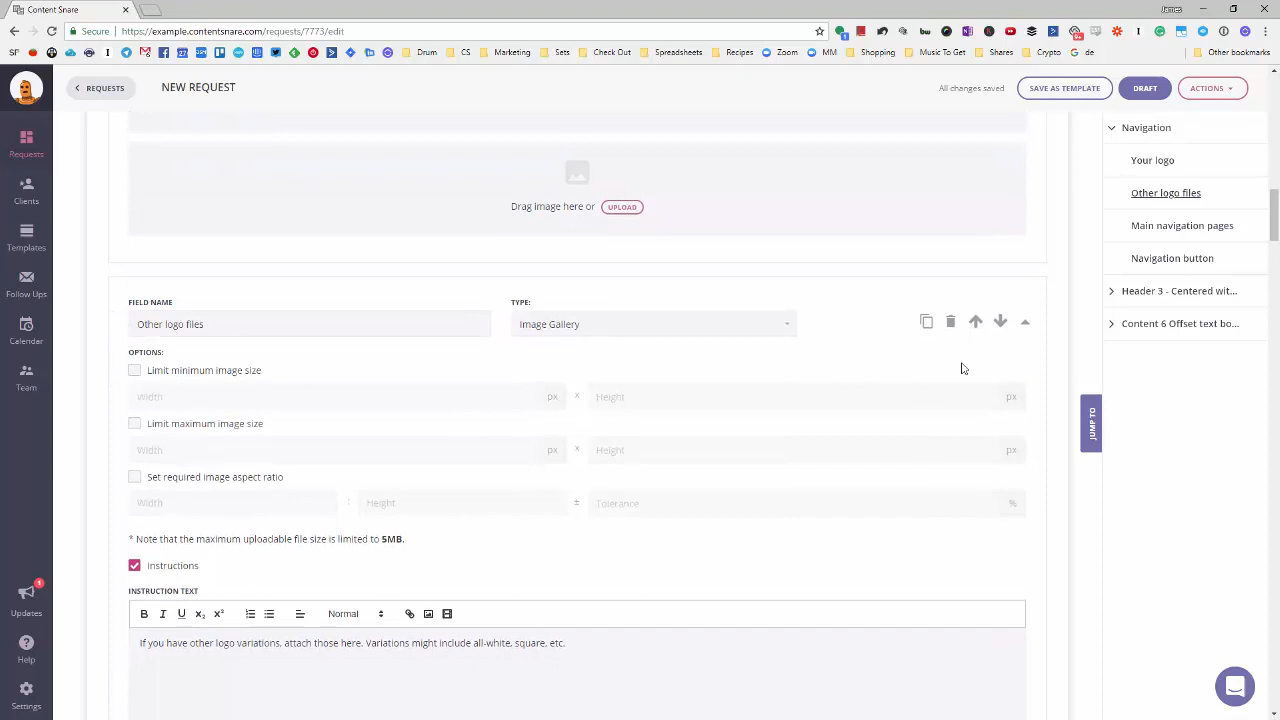 Content Snare
Secure https://example.contentsnare.com/requests/7773/edit
Drum Marketing Sets Check Out Spreadsheets Recipes Zoom MM Shopping Music To Get Shares Crypto de Other bookmarks
REQUESTS NEW REQUEST All changes saved SAVE AS TEMPLATE DRAFT ACTIONS
Requests
Clients
Templates
Follow Ups
Calendar
Team
Updates
1
Help
Settings
Drag image here or UPLOAD
FIELD NAME TYPE:
Other logo files Image Gallery
OPTIONS:
Limit minimum image size
Width px x Height px
Limit maximum image size
Width px x Height px
Set required image aspect ratio
Width : Height ± Tolerance %
* Note that the maximum uploadable file size is limited to 5MB.
Instructions
INSTRUCTION TEXT
B I U x₂ x² Normal
If you have other logo variations, attach those here. Variations might include all-white, square, etc.
JUMP TO
Navigation
Your logo
Other logo files
Main navigation pages
Navigation button
Header 3 - Centered wit...
Content 6 Offset text bo...